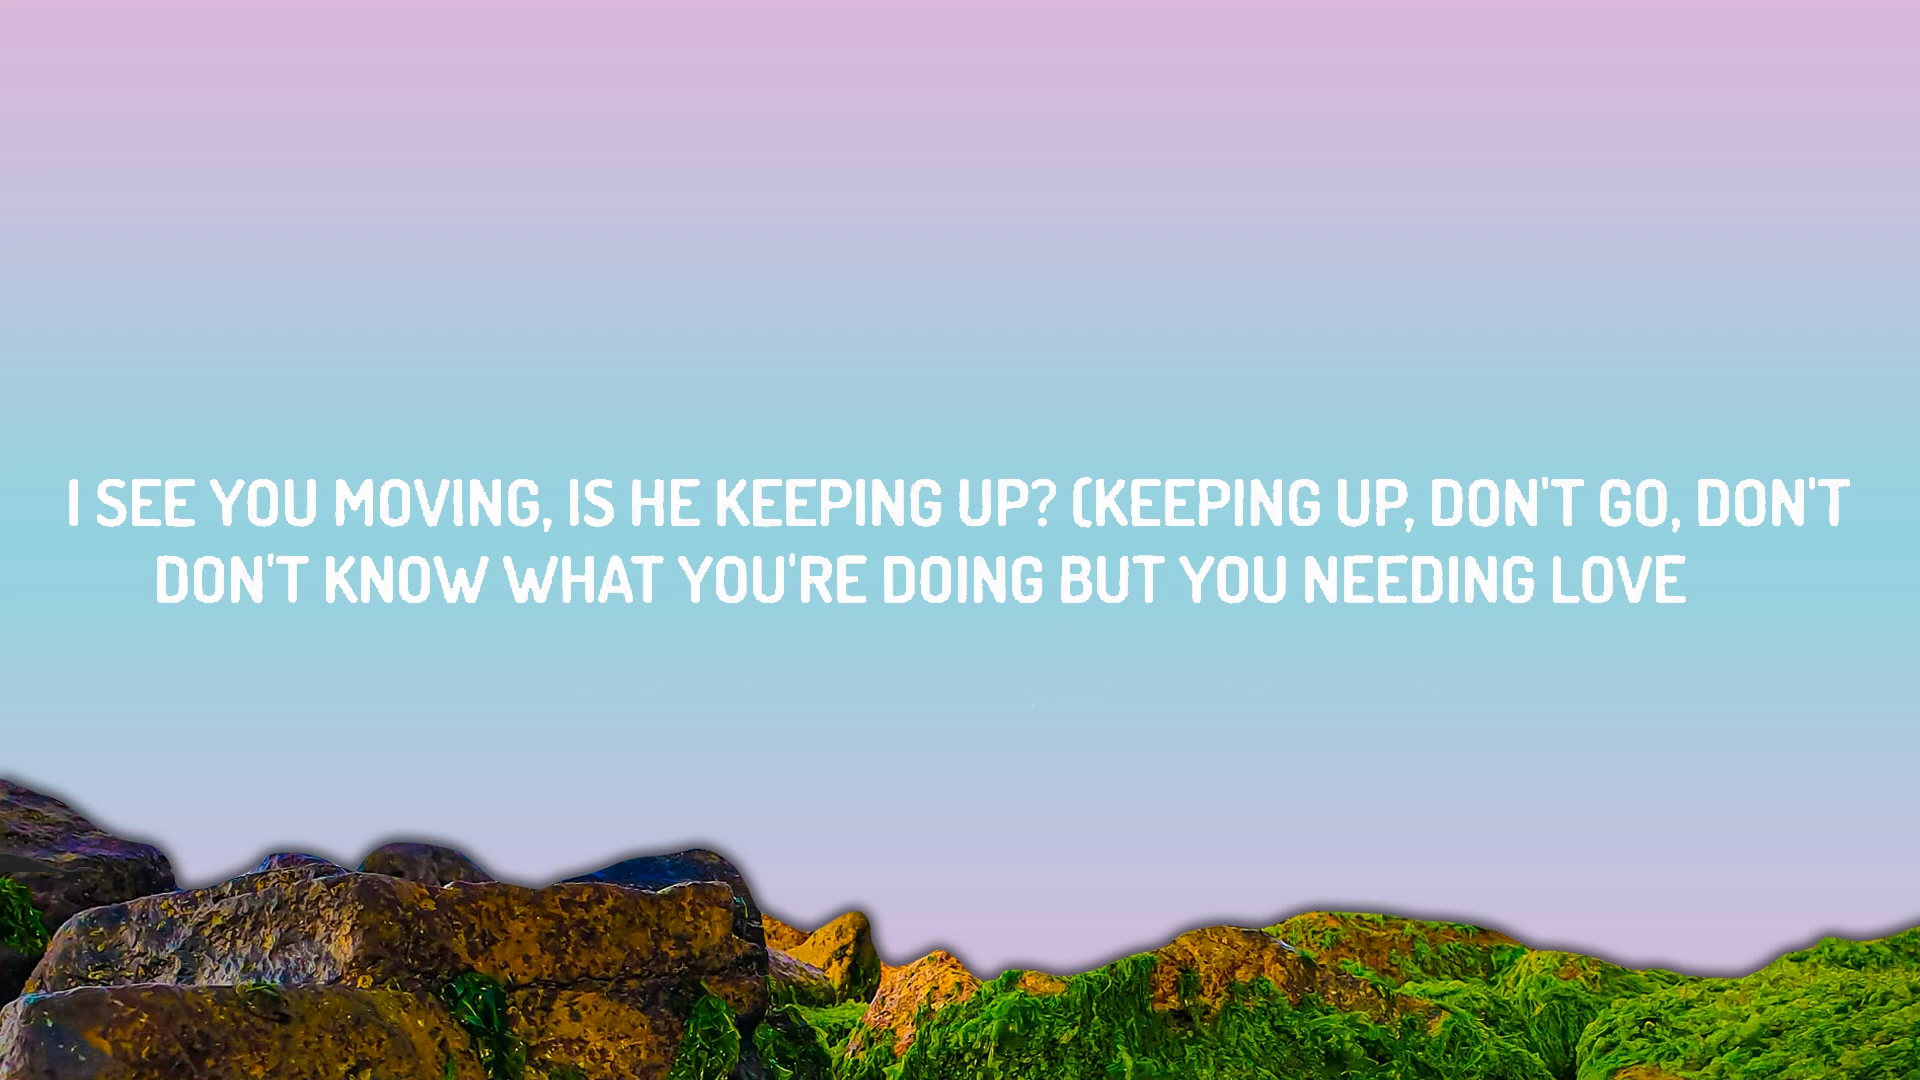 I SEE YOU MOVING, IS HE KEEPING UP? (KEEPING UP, DON'T GO, DON'T
DON'T KNOW WHAT YOU'RE DOING BUT YOU NEEDING LOVE